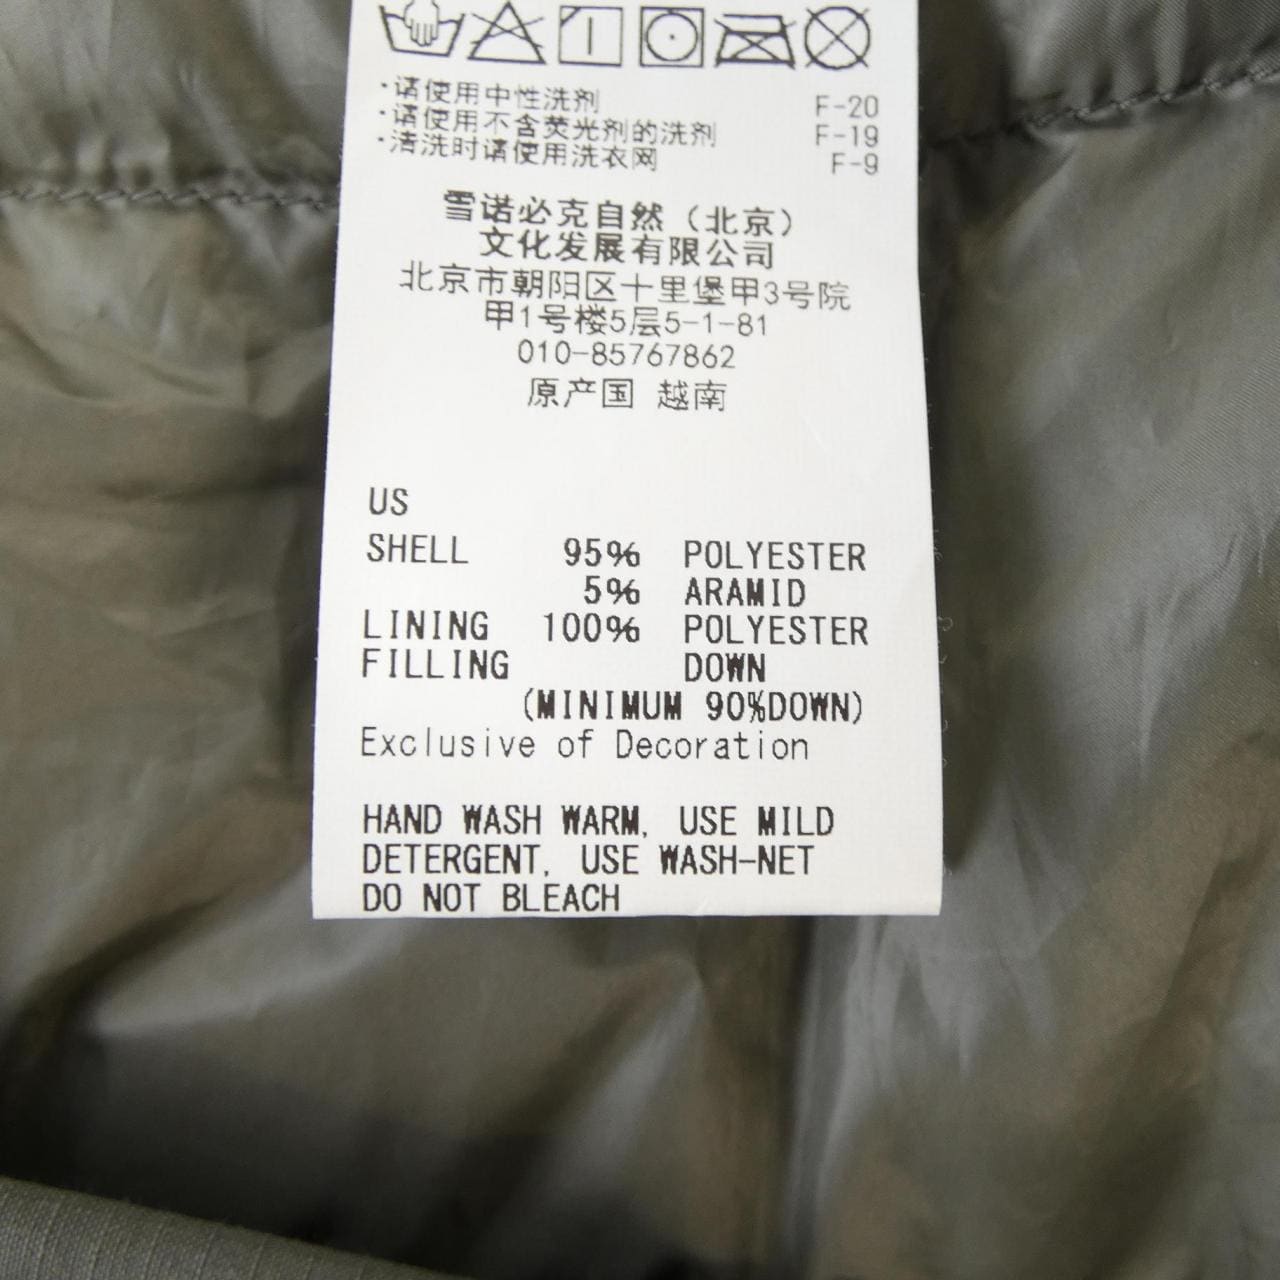 ·请使用中性洗剂 F-20
·请使用不含荧光剂的洗剂 F-19
·清洗时请使用洗衣网 F-9
雪诺必克自然（北京）
文化发展有限公司
北京市朝阳区十里堡甲3号院
甲1号楼5层5-1-81
010-85767862
原产国 越南
US
SHELL 95% POLYESTER
5% ARAMID
LINING 100% POLYESTER
FILLING DOWN
(MINIMUM 90%DOWN)
Exclusive of Decoration
HAND WASH WARM, USE MILD
DETERGENT, USE WASH-NET
DO NOT BLEACH